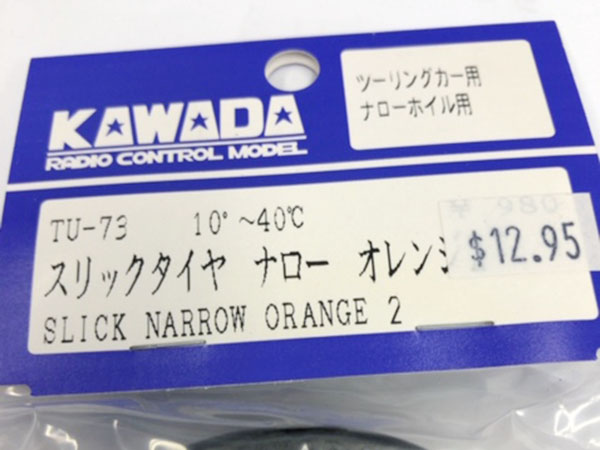 KAWADA
RADIO CONTROL MODEL
ツーリングカー用
ナローホイル用
TU-73 10°~40℃
スリックタイヤ ナロー オレン
¥ 980
$12.95
SLICK NARROW ORANGE 2